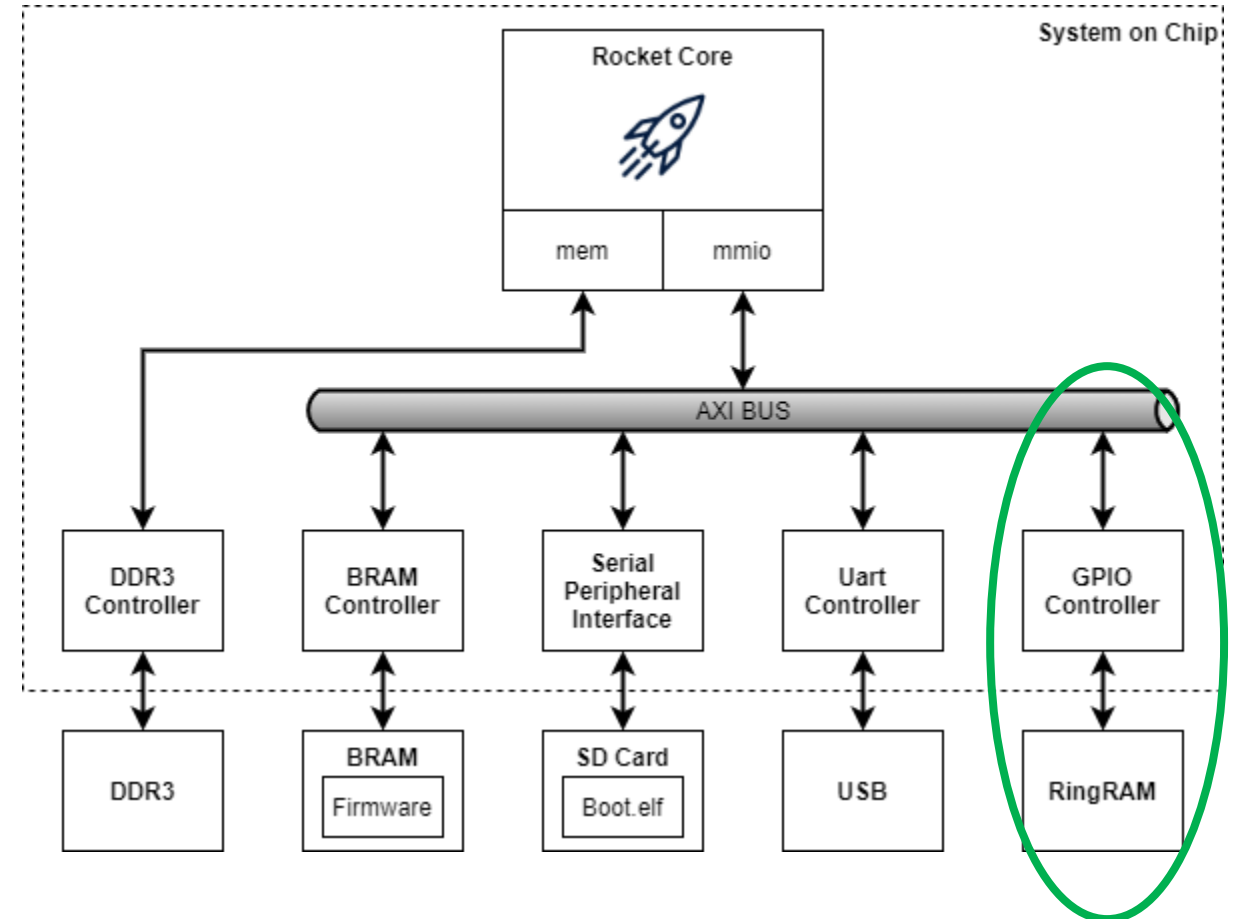 System on Chip
Rocket Core
mem
mmio
AXI BUS
DDR3
Controller
BRAM
Controller
Serial
Peripheral
Interface
Uart
Controller
GPIO
Controller
DDR3
BRAM
Firmware
SD Card
Boot.elf
USB
RingRAM